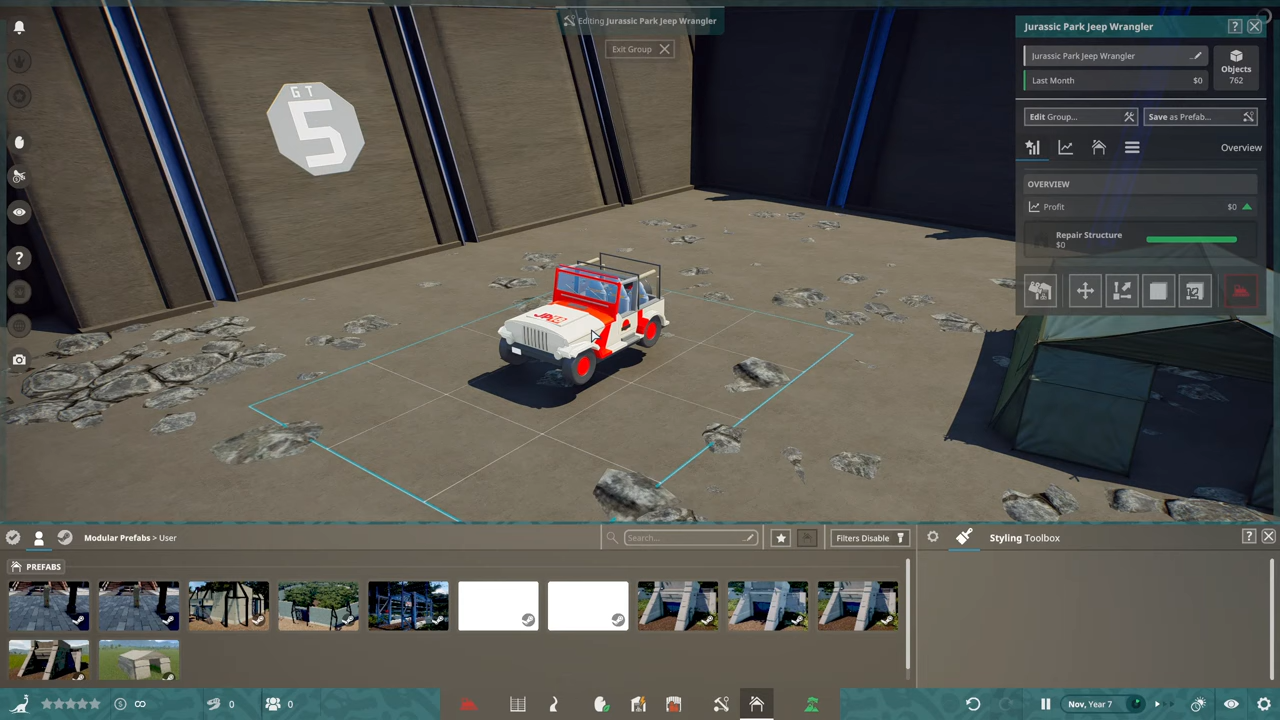 Editing Jurassic Park Jeep Wrangler
Exit Group
GT
5
JP
Jurassic Park Jeep Wrangler
?
Jurassic Park Jeep Wrangler
Last Month $0
Objects
762
Edit Group...
Save as Prefab...
Overview
OVERVIEW
Profit $0
Repair Structure
$0
?
Modular Prefabs > User
Search...
Filters Disable
Styling Toolbox
?
PREFABS
∞
0
0
Nov, Year 7